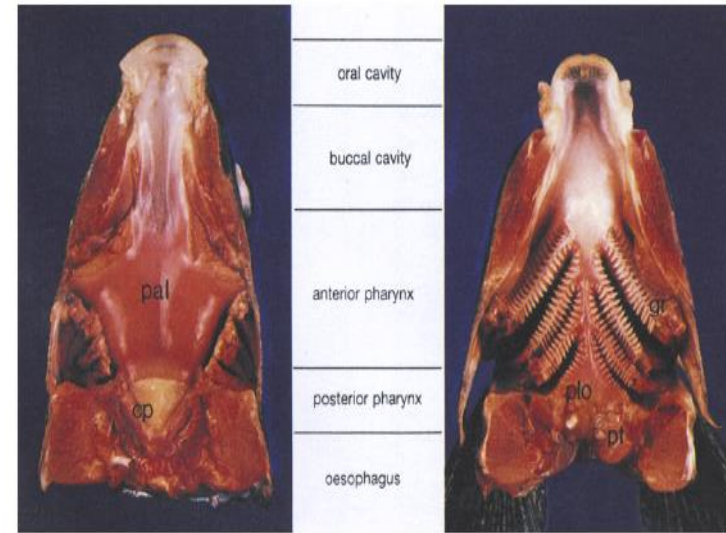 oral cavity
buccal cavity
pal
anterior pharynx
gr
cp
posterior pharynx
plo
pt
oesophagus